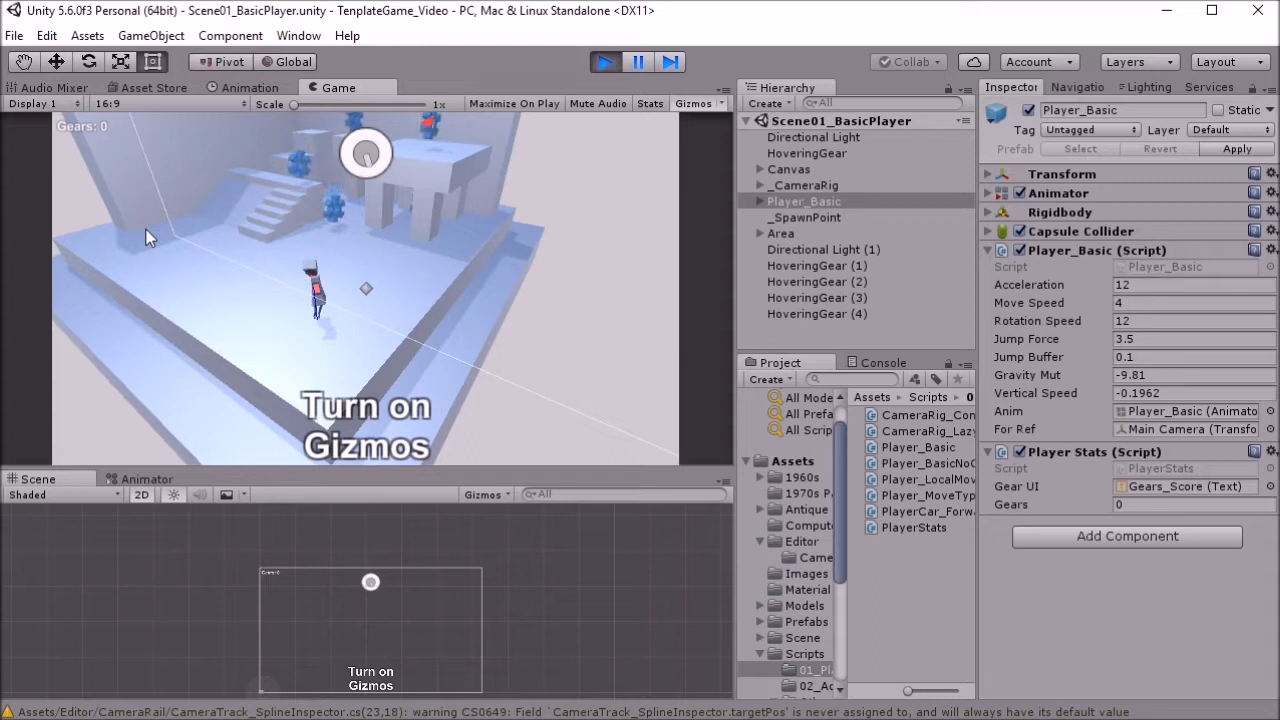 Unity 5.6.0f3 Personal (64bit) - Scene01_BasicPlayer.unity - TenplateGame_Video - PC, Mac & Linux Standalone <DX11>
File Edit Assets GameObject Component Window Help
Pivot Global Collab Account Layers Layout
Audio Mixer Asset Store Animation Game
Display 1 16:9 Scale 1x Maximize On Play Mute Audio Stats Gizmos
Gears: 0
Turn on
Gizmos
Scene Animator
Shaded 2D Gizmos All
Turn on
Gizmos
Hierarchy
Create All
Scene01_BasicPlayer
Directional Light
HoveringGear
Canvas
_CameraRig
Player_Basic
_SpawnPoint
Area
Directional Light (1)
HoveringGear (1)
HoveringGear (2)
HoveringGear (3)
HoveringGear (4)
Project Console
Create
All Mode
All Prefa
All Scrip
Assets
1960s
1970s P
Antique
Compute
Editor
Came
Images
Material
Models
Prefabs
Scene
Scripts
01_Pl
02_Ac
Assets Scripts 0
CameraRig_Con
CameraRig_Lazy
Player_Basic
Player_BasicNoC
Player_LocalMov
Player_MoveTyp
PlayerCar_Forw
PlayerStats
Inspector Navigatio Lighting Services
Player_Basic Static
Tag Untagged Layer Default
Prefab Select Revert Apply
Transform
Animator
Rigidbody
Capsule Collider
Player_Basic (Script)
Script Player_Basic
Acceleration 12
Move Speed 4
Rotation Speed 12
Jump Force 3.5
Jump Buffer 0.1
Gravity Mut -9.81
Vertical Speed -0.1962
Anim Player_Basic (Animato
For Ref Main Camera (Transfo
Player Stats (Script)
Script PlayerStats
Gear UI Gears_Score (Text)
Gears 0
Add Component
Assets/Editor/CameraRail/CameraTrack_SplineInspector.cs(23,18): warning CS0649: Field `CameraTrack_SplineInspector.targetPos' is never assigned to, and will always have its default value